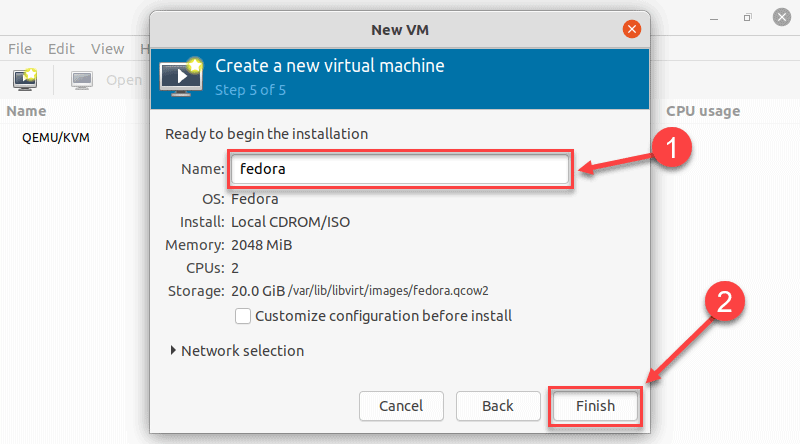 New VM
File Edit View H
Create a new virtual machine
Step 5 of 5
Open
Name
CPU usage
QEMU/KVM
Ready to begin the installation
1
Name: fedora
OS: Fedora
Install: Local CDROM/ISO
Memory: 2048 MiB
CPUs: 2
Storage: 20.0 GiB /var/lib/libvirt/images/fedora.qcow2
2
Customize configuration before install
Network selection
Cancel Back Finish